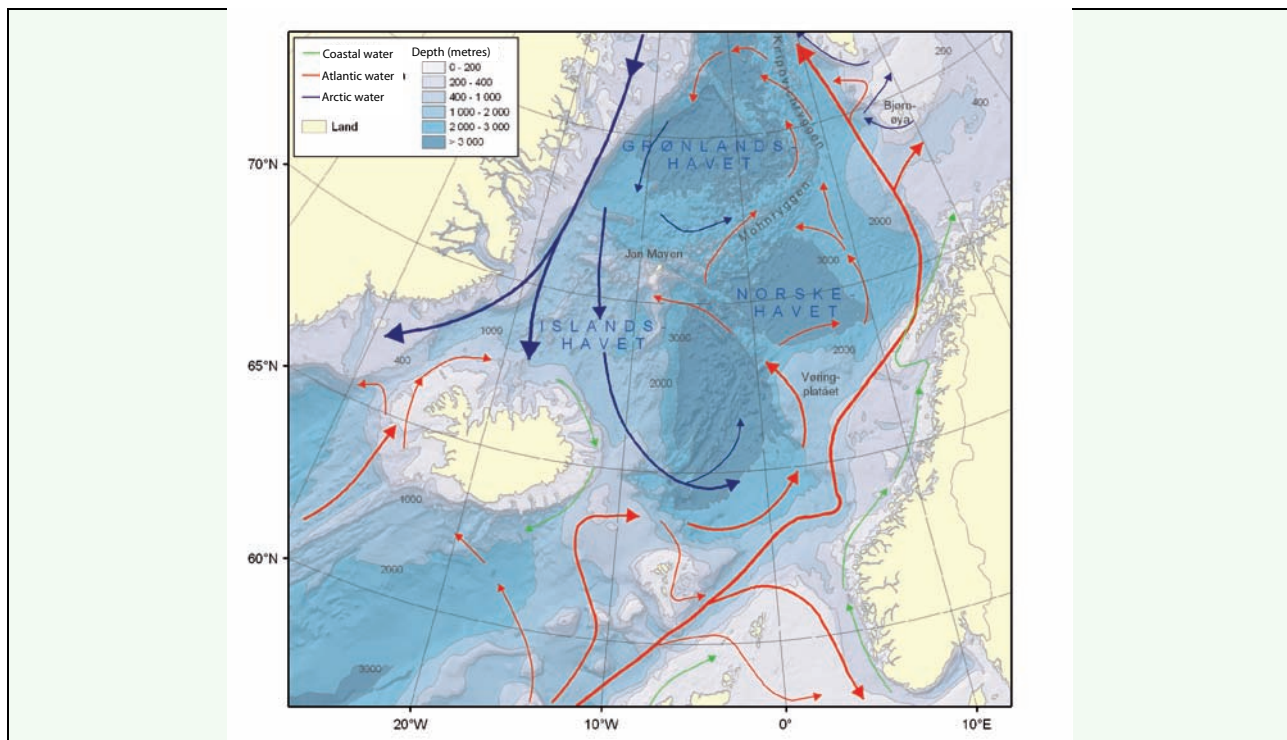 Coastal water
Atlantic water
Arctic water
Land
Depth (metres)
0 - 200
200 - 400
400 - 1 000
1 000 - 2 000
2 000 - 3 000
> 3 000
200
400
Bjørn-
øya
GRØNLANDS-
HAVET
70°N
2000
Mohnryggen
3000
Jan Mayen
NORSKE-
HAVET
ISLANDS-
HAVET
1000
3000
400
2000
2000
65°N
Vøring-
platået
1000
60°N
2000
3000
20°W
10°W
0°
10°E